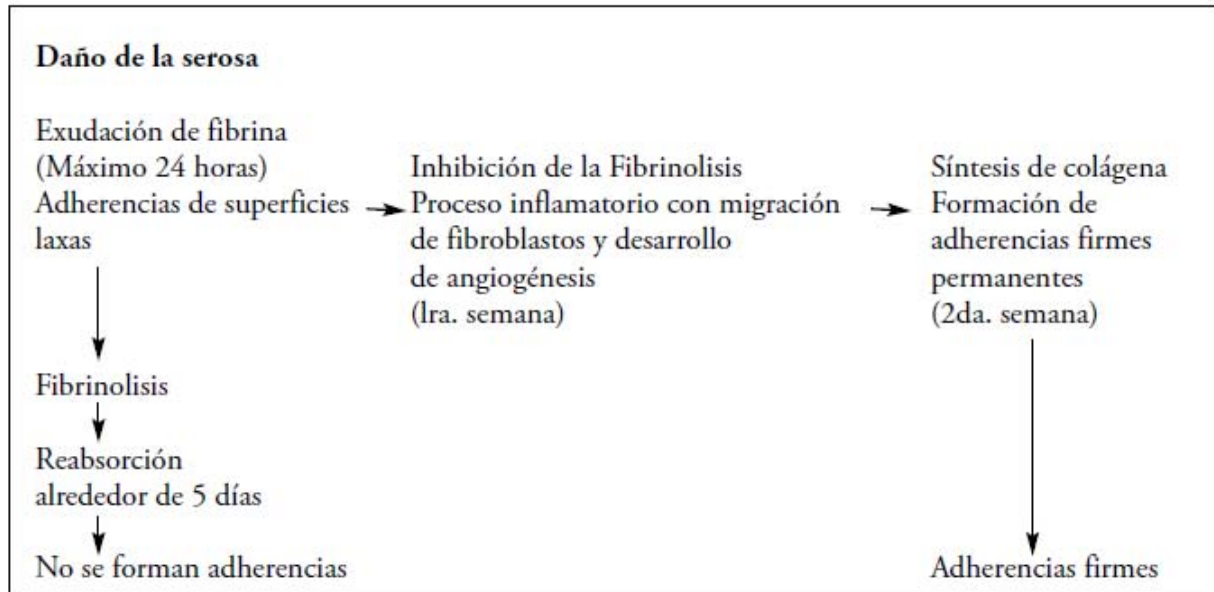 Daño de la serosa
Exudación de fibrina
(Máximo 24 horas)
Adherencias de superficies
laxas
Inhibición de la Fibrinolisis
Proceso inflamatorio con migración
de fibroblastos y desarrollo
de angiogénesis
(lra. semana)
Síntesis de colágena
Formación de
adherencias firmes
permanentes
(2da. semana)
Fibrinolisis
Reabsorción
alrededor de 5 días
No se forman adherencias
Adherencias firmes